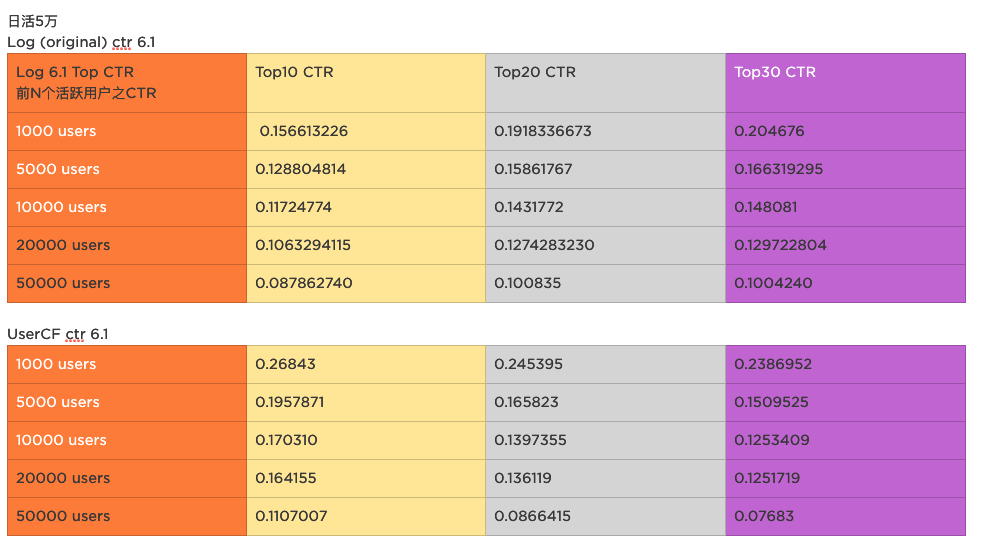 日活5万
Log (original) ctr 6.1
Log 6.1 Top CTR
前N个活跃用户之CTR
Top10 CTR
Top20 CTR
Top30 CTR
1000 users 0.156613226 0.1918336673 0.204676
5000 users 0.128804814 0.15861767 0.166319295
10000 users 0.11724774 0.1431772 0.148081
20000 users 0.1063294115 0.1274283230 0.129722804
50000 users 0.087862740 0.100835 0.1004240
UserCF ctr 6.1
1000 users 0.26843 0.245395 0.2386952
5000 users 0.1957871 0.165823 0.1509525
10000 users 0.170310 0.1397355 0.1253409
20000 users 0.164155 0.136119 0.1251719
50000 users 0.1107007 0.0866415 0.07683